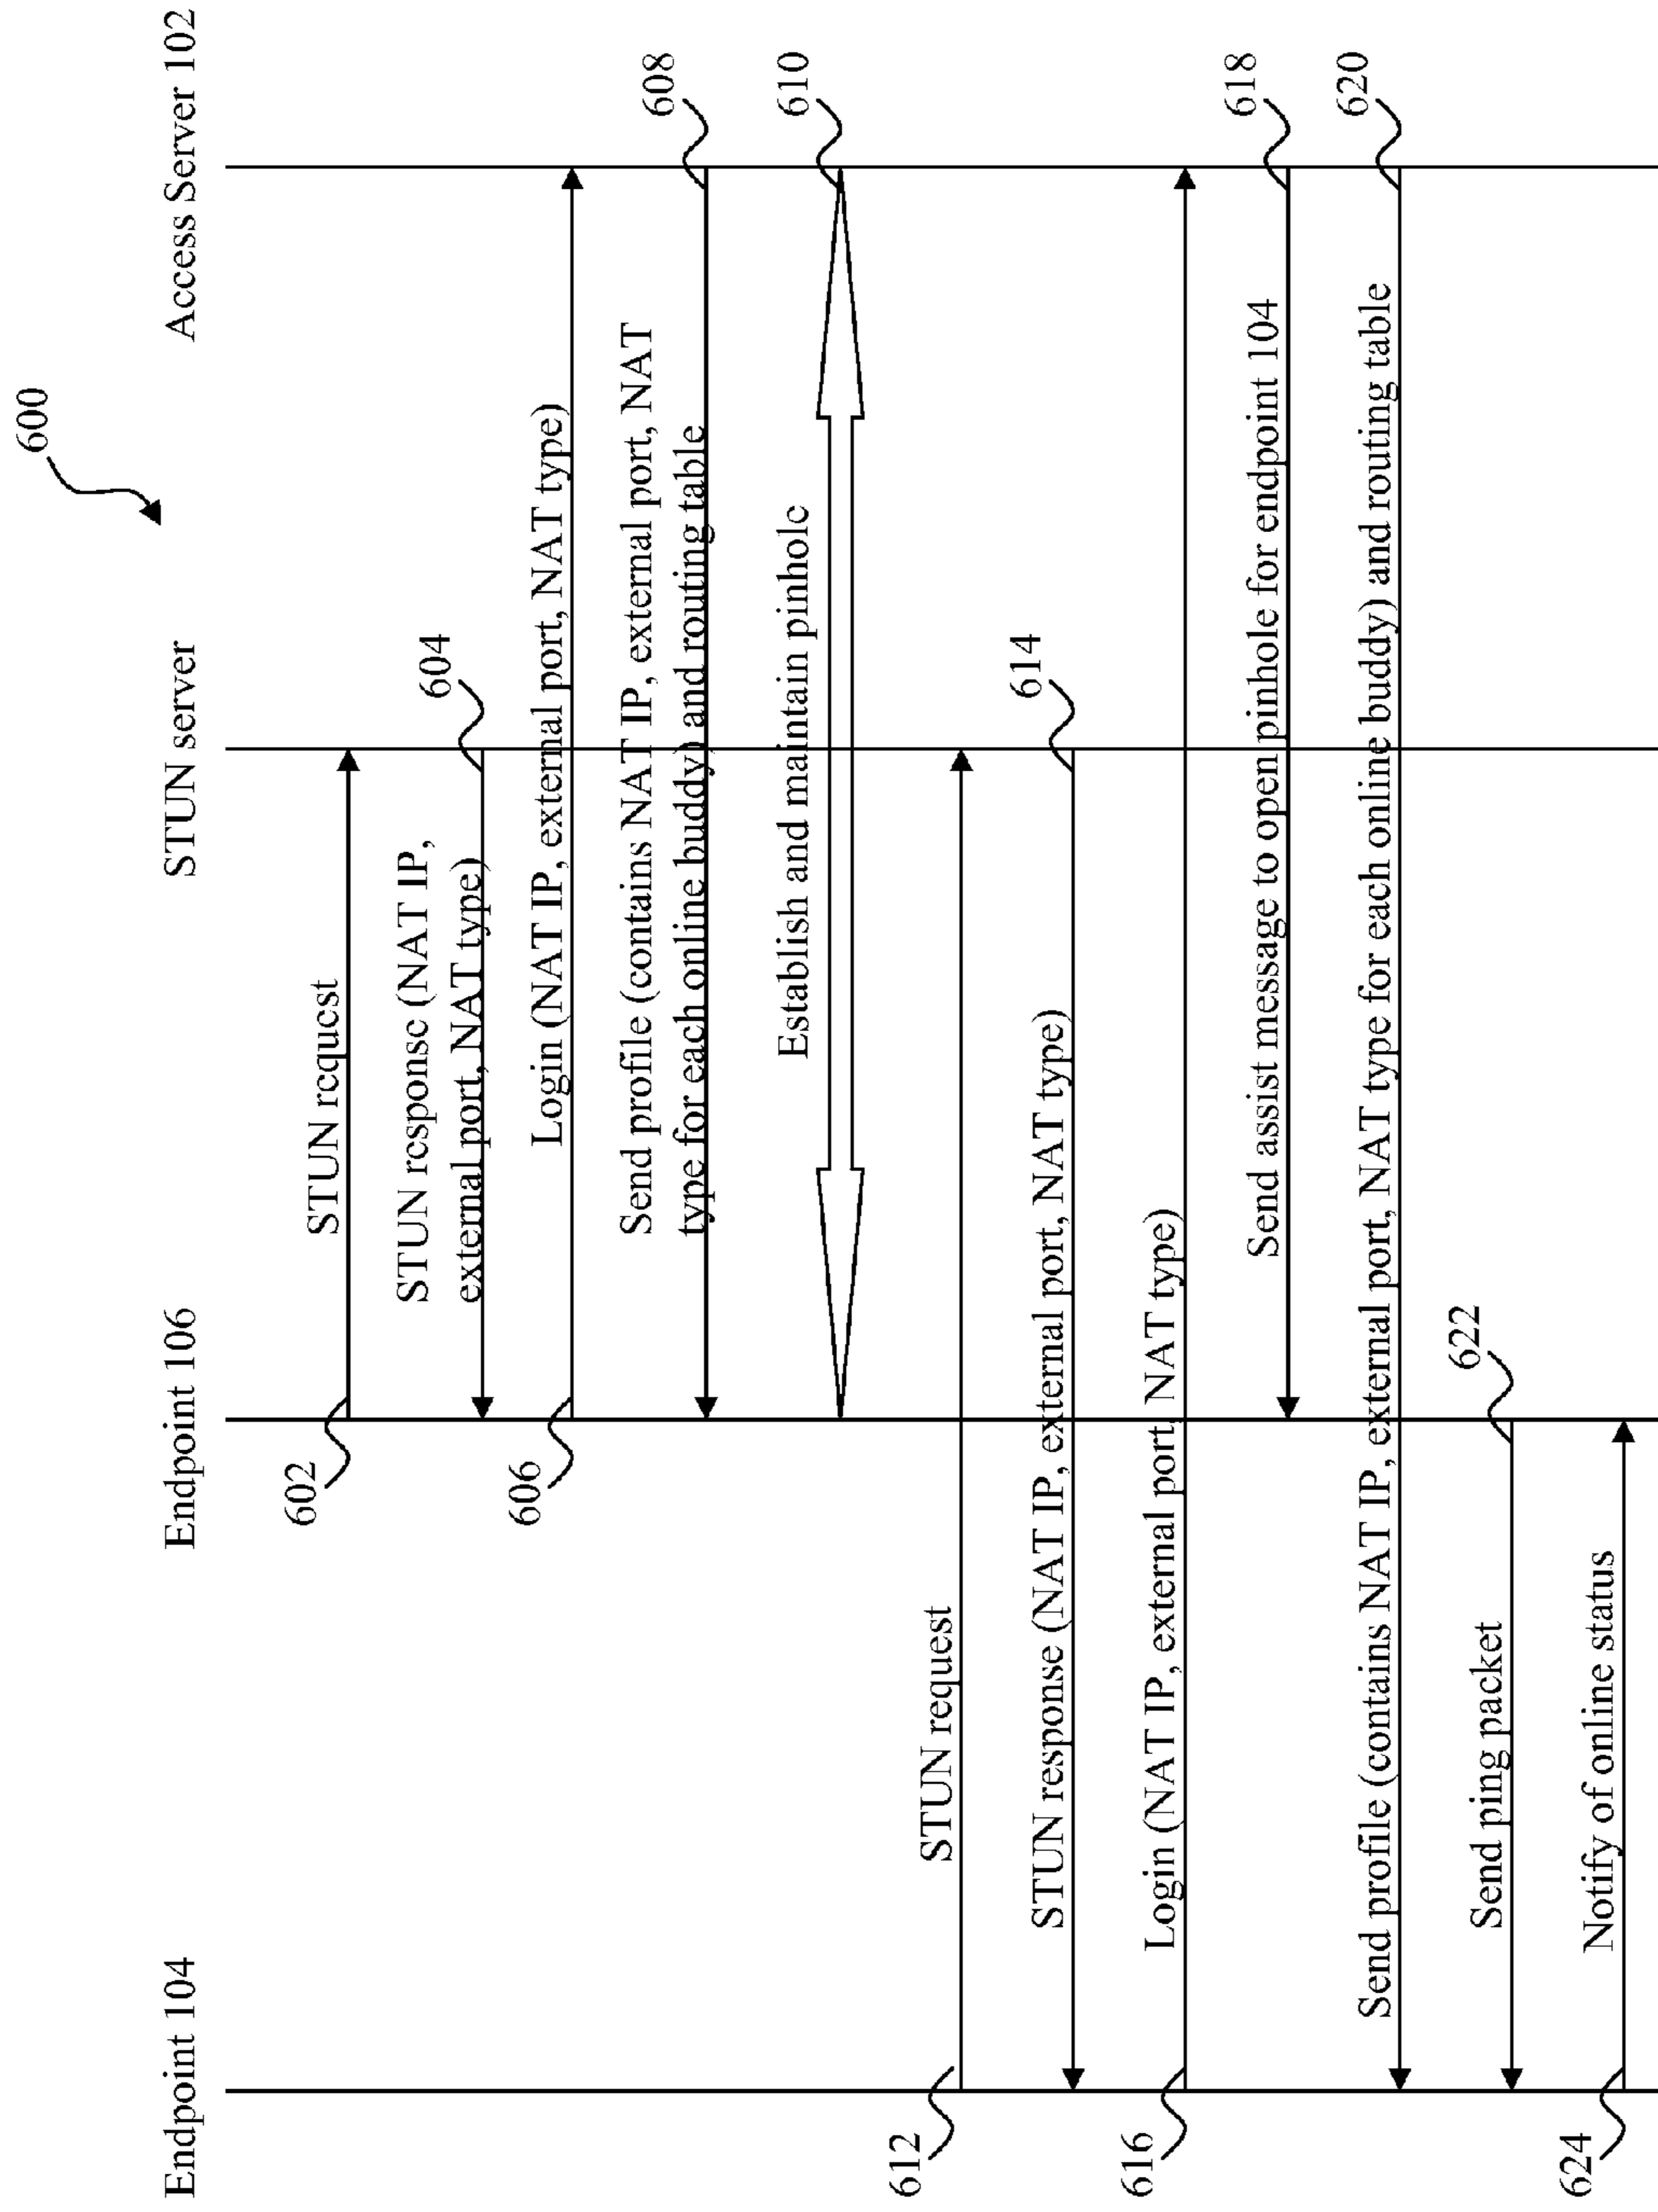 600
Endpoint 104
Endpoint 106
STUN server
Access Server 102
602
STUN request
STUN response (NAT IP,
external port, NAT type)
604
606
Login (NAT IP, external port, NAT type)
Send profile (contains NAT IP, external port, NAT
type for each online buddy) and routing table
608
Establish and maintain pinhole
610
612
STUN request
STUN response (NAT IP, external port, NAT type)
614
616
Login (NAT IP, external port, NAT type)
Send assist message to open pinhole for endpoint 104
618
Send profile (contains NAT IP, external port, NAT type for each online buddy) and routing table
620
Send ping packet
622
624
Notify of online status